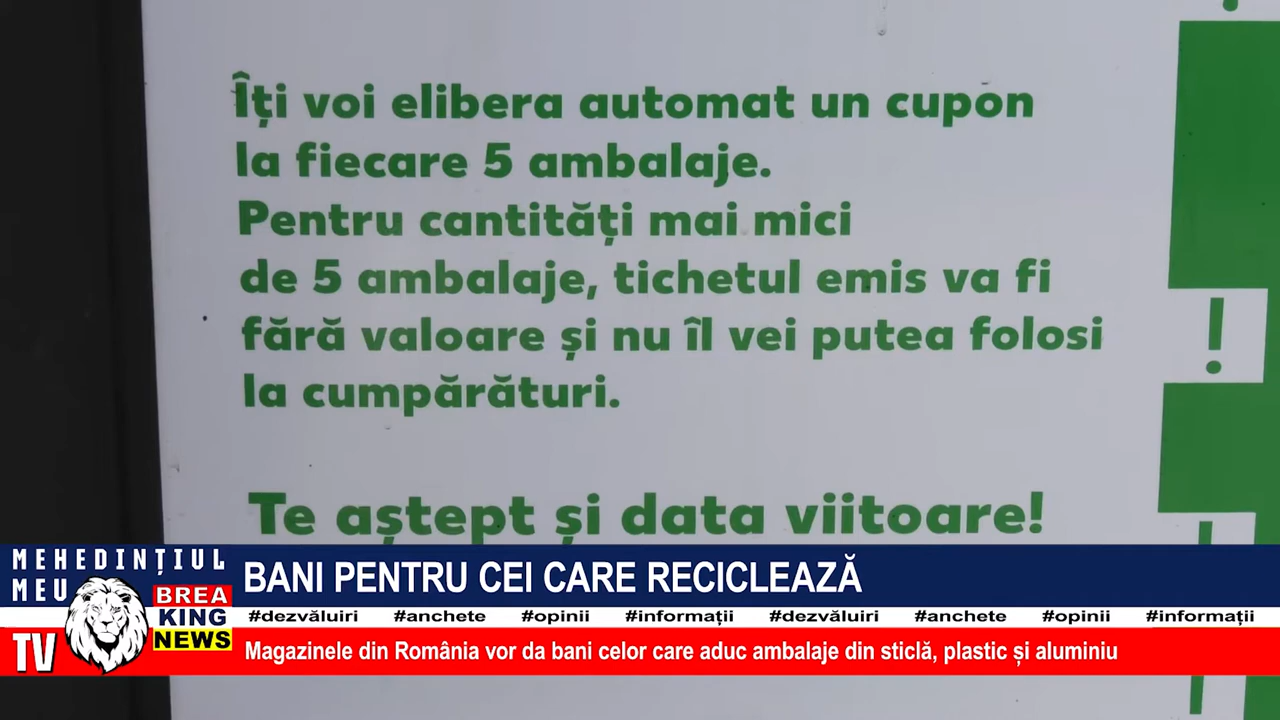 Îți voi elibera automat un cupon
la fiecare 5 ambalaje.
Pentru cantități mai mici
de 5 ambalaje, tichetul emis va fi
fără valoare și nu îl vei putea folosi
la cumpărături.
Te aștept și data viitoare!
MEHEDINȚIUL
MEU
TV
BREA
KING
NEWS
BANI PENTRU CEI CARE RECICLEAZĂ
#dezvăluiri #anchete #opinii #informații #dezvăluiri #anchete #opinii #informații
Magazinele din România vor da bani celor care aduc ambalaje din sticlă, plastic și aluminiu